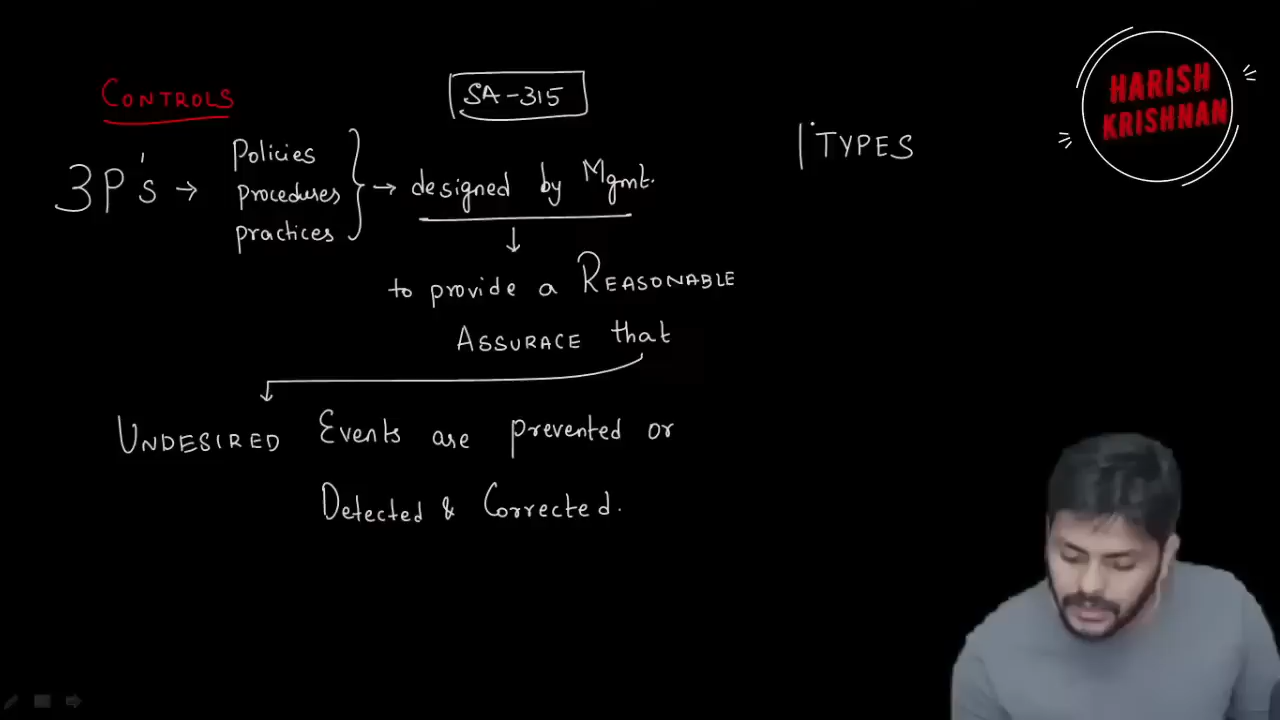 CONTROLS
SA-315
3P's → Policies
procedures
practices
→ designed by Mgmt.
to provide a REASONABLE
ASSURACE that
UNDESIRED Events are prevented or
Detected & Corrected.
TYPES
HARISH
KRISHNAN